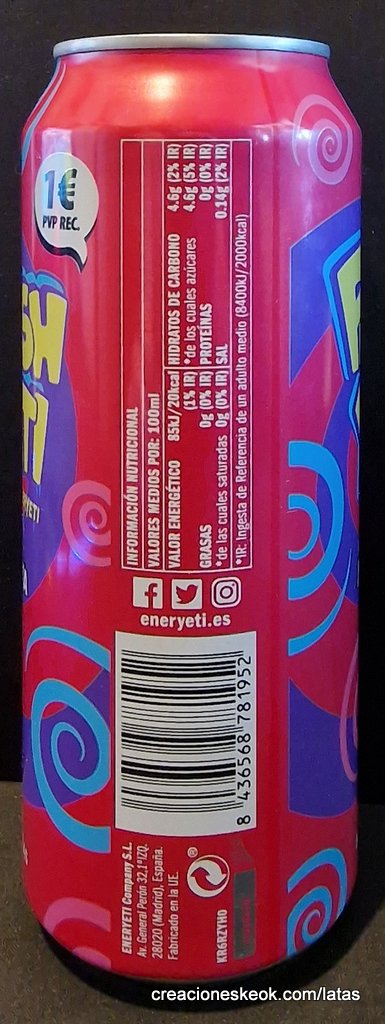 1€
PVP REC.
SH
TI
YETI
INFORMACIÓN NUTRICIONAL
VALORES MEDIOS POR: 100ml
VALOR ENERGÉTICO 85kJ/20kcal (1% IR)
GRASAS 0g (0% IR)
*de las cuales saturadas 0g (0% IR)
HIDRATOS DE CARBONO 4.6g (2% IR)
*de los cuales azúcares 4.6g (5% IR)
PROTEÍNAS 0g (0% IR)
SAL 0.14g (2% IR)
*IR: Ingesta de Referencia de un adulto medio (8400kJ/2000kcal)
eneryeti.es
8 436568 781952
ENERYETI Company S.L.
Av. General Perón 32,1ºIZQ.
28020 (Madrid), España.
Fabricado en la UE.
®
KR6RZYHO
creacioneskeok.com/latas